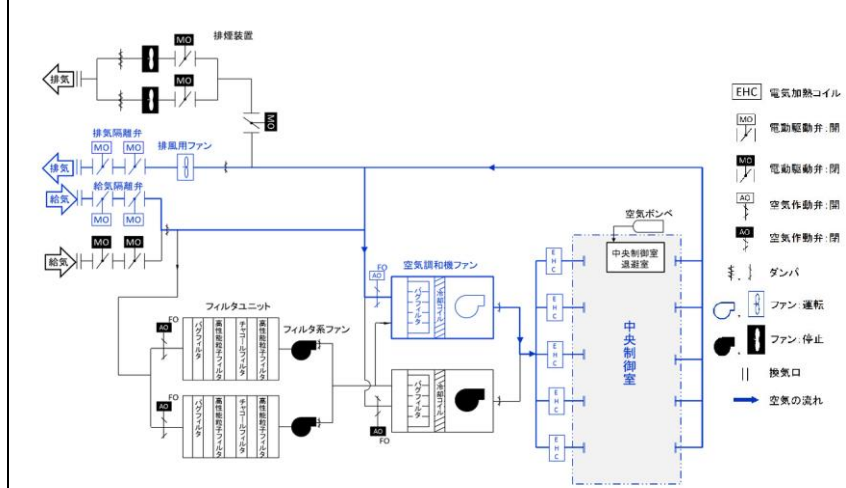 排煙装置
MO
排気
MO
MO
排気隔離弁
排風用ファン
MO MO
排気
給気隔離弁
給気
MO MO
MO MO
給気
空気ボンベ
中央制御室
退避室
中央制御室
FO
AO
空気調和機ファン
バグフィルタ
冷却コイル
EHC
EHC
EHC
EHC
EHC
フィルタユニット
フィルタ系ファン
FO
AO
バグフィルタ
高性能粒子フィルタ
チャコールフィルタ
高性能粒子フィルタ
FO
AO
バグフィルタ
高性能粒子フィルタ
チャコールフィルタ
高性能粒子フィルタ
バグフィルタ
冷却コイル
AO
FO
EHC 電気加熱コイル
MO 電動駆動弁:開
MO 電動駆動弁:閉
AO 空気作動弁:開
AO 空気作動弁:閉
ダンパ
ファン:運転
ファン:停止
換気口
空気の流れ